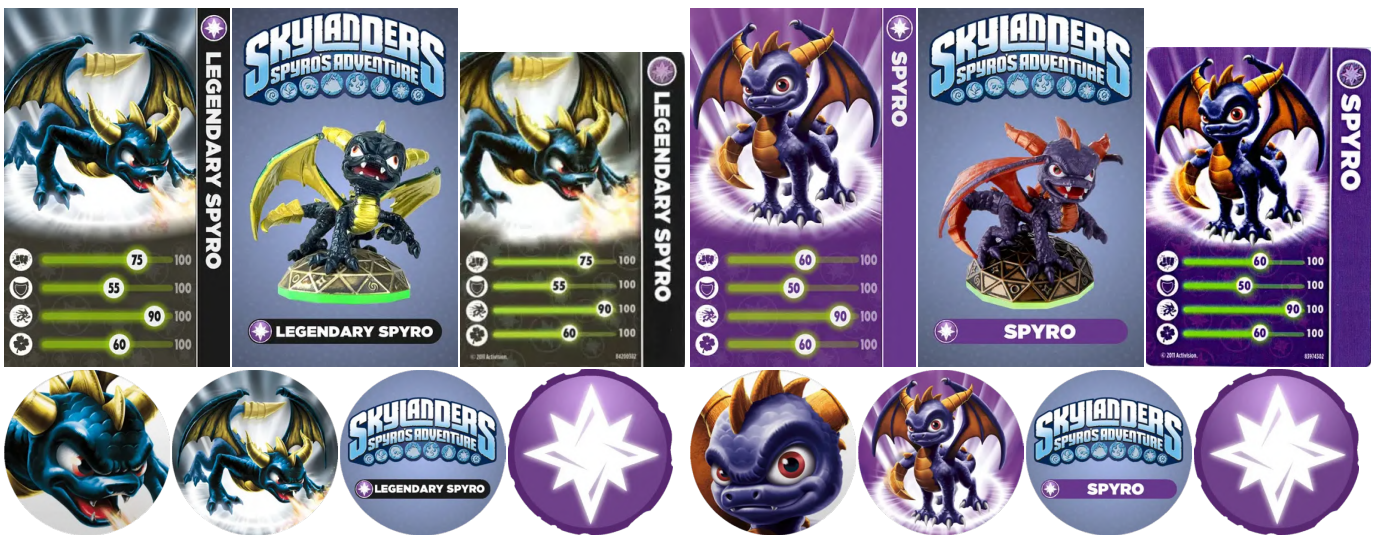 LEGENDARY SPYRO
75 100
55 100
90 100
60 100
SKYLANDERS
SPYRO'S ADVENTURE
LEGENDARY SPYRO
LEGENDARY SPYRO
75 100
55 100
90 100
60 100
© 2011 Activision.
SPYRO
60 100
50 100
90 100
60 100
SKYLANDERS
SPYRO'S ADVENTURE
SPYRO
SPYRO
60 100
50 100
90 100
60 100
© 2011 Activision.
SKYLANDERS
SPYRO'S ADVENTURE
LEGENDARY SPYRO
SKYLANDERS
SPYRO'S ADVENTURE
SPYRO